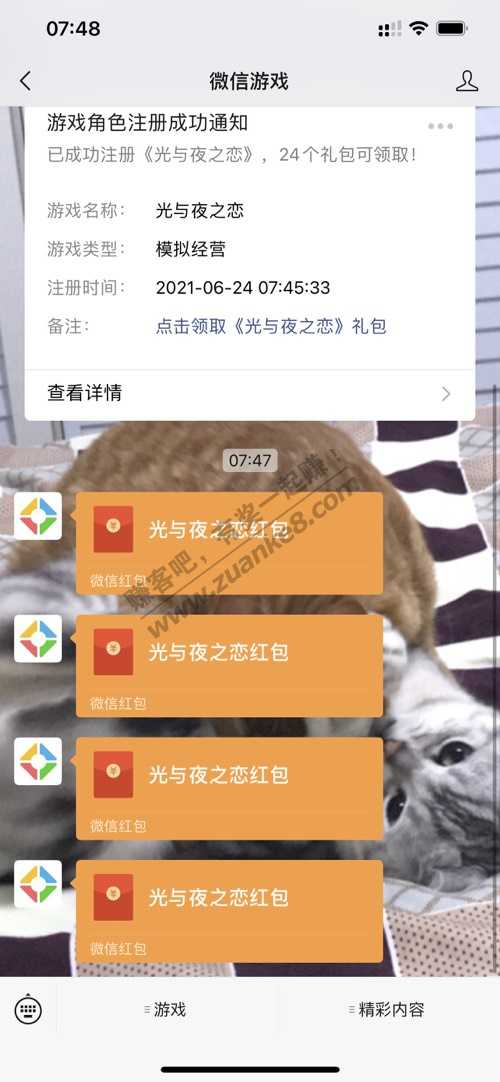 07:48
微信游戏
游戏角色注册成功通知
已成功注册《光与夜之恋》，24个礼包可领取！
游戏名称： 光与夜之恋
游戏类型： 模拟经营
注册时间： 2021-06-24 07:45:33
备注： 点击领取《光与夜之恋》礼包
查看详情
07:47
光与夜之恋红包
微信红包
光与夜之恋红包
微信红包
光与夜之恋红包
微信红包
光与夜之恋红包
微信红包
赚客吧，有奖一起赚！
www.zuanke8.com
游戏
精彩内容